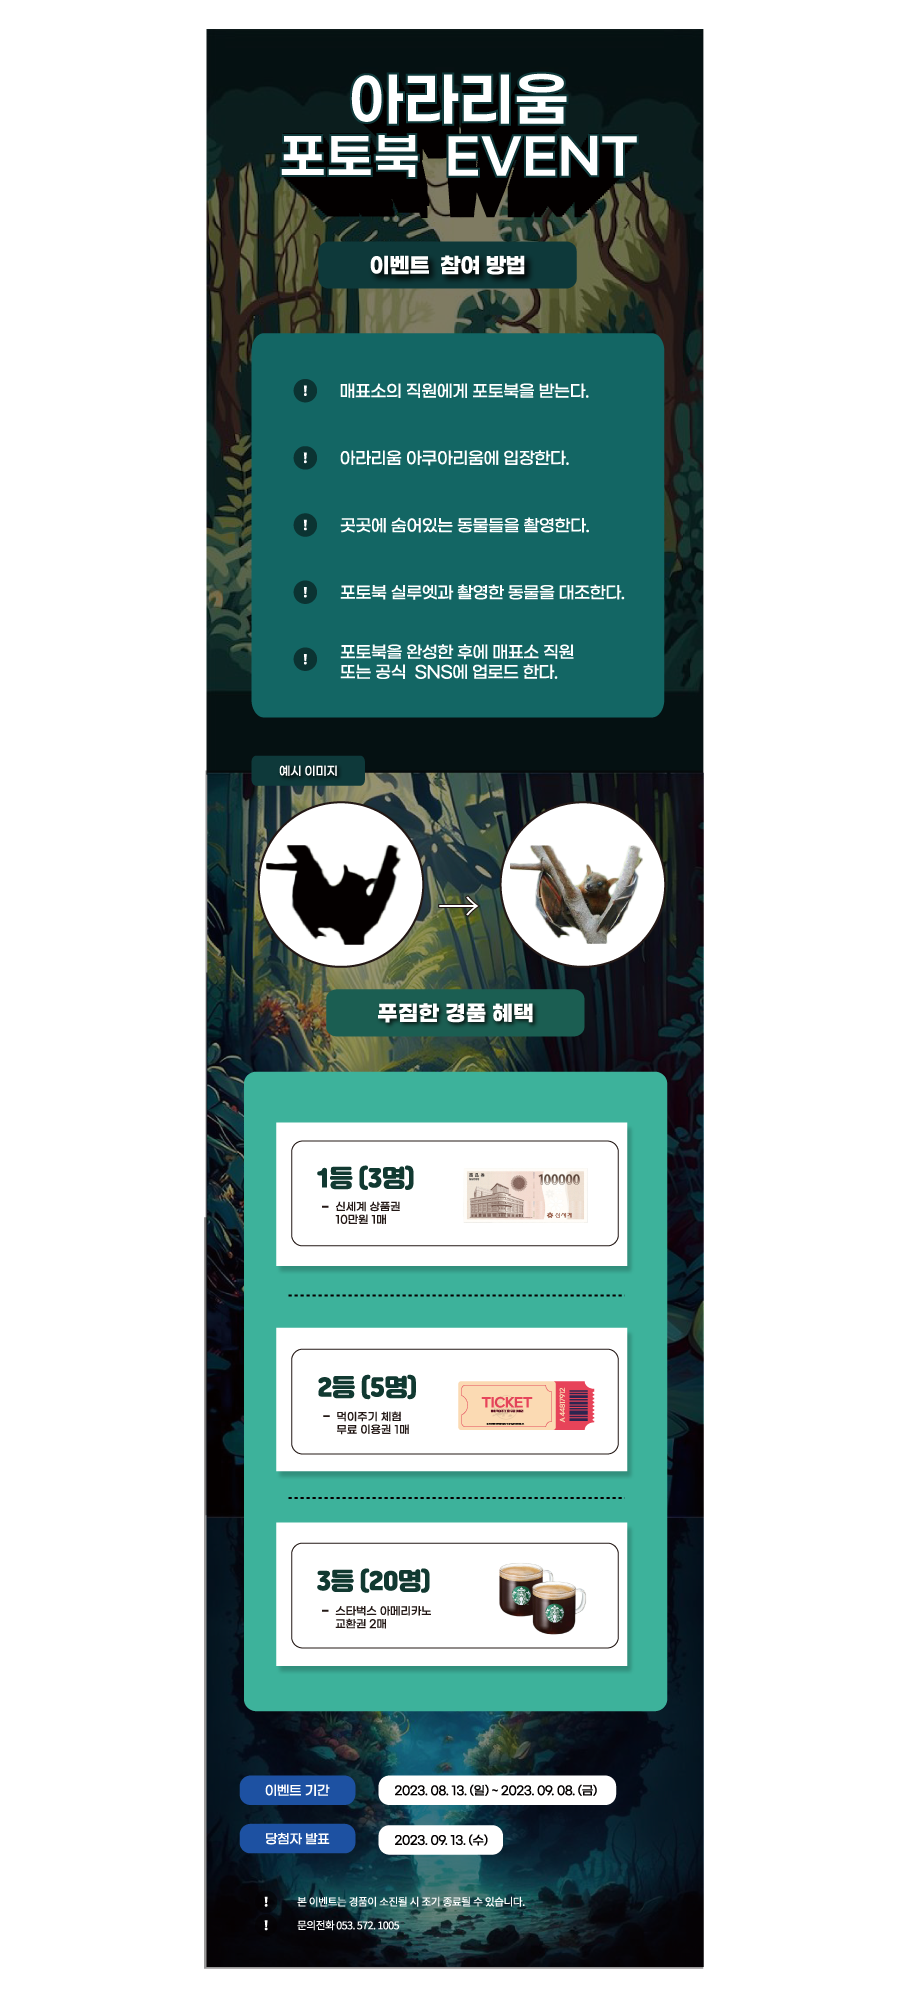 아라리움
포토북 EVENT
이벤트 참여 방법
! 매표소의 직원에게 포토북을 받는다.
! 아라리움 아쿠아리움에 입장한다.
! 곳곳에 숨어있는 동물들을 촬영한다.
! 포토북 실루엣과 촬영한 동물을 대조한다.
! 포토북을 완성한 후에 매표소 직원
또는 공식 SNS에 업로드 한다.
예시 이미지
푸짐한 경품 혜택
1등 (3명)
- 신세계 상품권
10만원 1매
100000
신세계
2등 (5명)
- 먹이주기 체험
무료 이용권 1매
TICKET
A 44817912
3등 (20명)
- 스타벅스 아메리카노
교환권 2매
이벤트 기간
2023. 08. 13. (일) ~ 2023. 09. 08. (금)
당첨자 발표
2023. 09. 13. (수)
! 본 이벤트는 경품이 소진될 시 조기 종료될 수 있습니다.
! 문의전화 053. 572. 1005